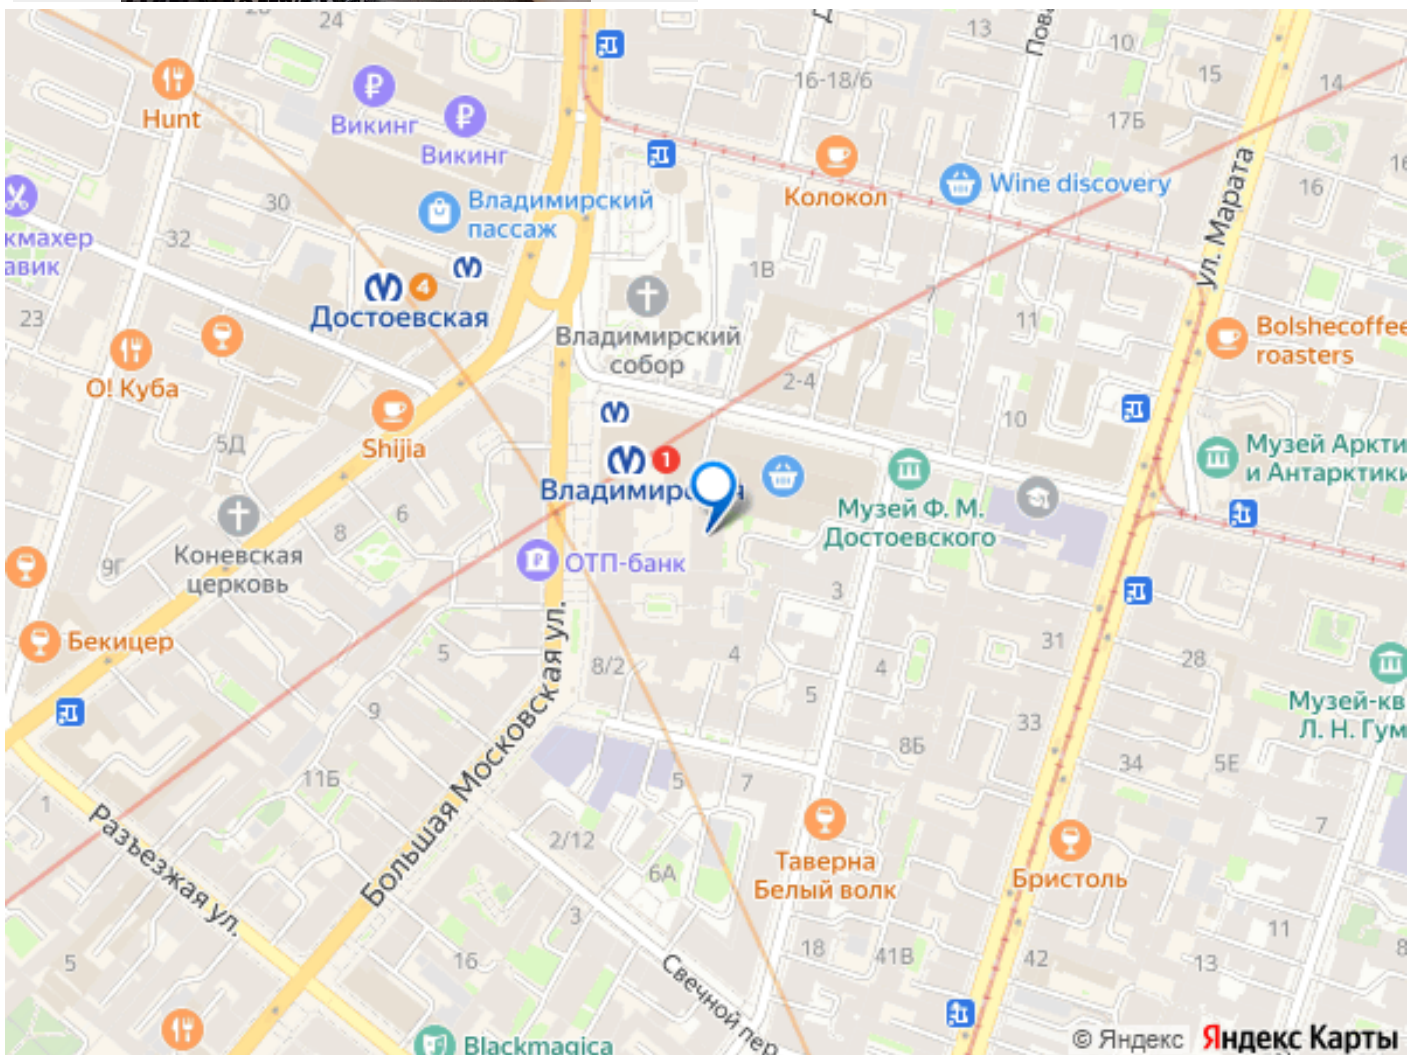 24
13
10
15
14
Hunt
Викинг
Викинг
16-18/6
17Б
Колокол
Wine discovery
16
ул. Марата
30
Владимирский
пассаж
32
1В
7
11
4
Достоевская
23
Владимирский
собор
Bolshecoffee
roasters
О! Куба
2-4
10
5Д
Shijia
1
Музей Аркти
и Антарктики
Владимирская
Музей Ф. М.
Достоевского
6
8
9Г
Коневская
церковь
ОТП-банк
3
Бекицер
5
8/2
4
5
4
31
28
Большая Московская ул.
9
33
8Б
Музей-кв
Л. Н. Гум
11Б
5
7
34
5Е
1
Разъезжая ул.
2/12
6А
Таверна
Белый волк
Бристоль
7
3
11
5
16
18
41В
42
13
8
Свечной пер
Blackmagica
© Яндекс Яндекс Карты